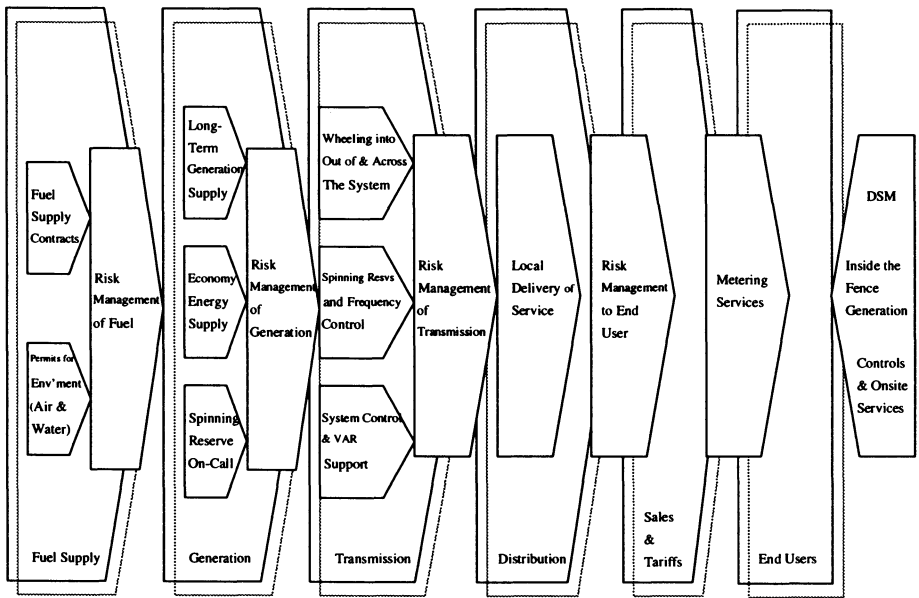 Fuel
Supply
Contracts
Permits for
Env'ment
(Air &
Water)
Risk
Management
of Fuel
Fuel Supply
Long-
Term
Generation
Supply
Economy
Energy
Supply
Spinning
Reserve
On-Call
Risk
Management
of
Generation
Generation
Wheeling into
Out of & Across
The System
Spinning Resvs
and Frequency
Control
System Control
& VAR
Support
Risk
Management
of
Transmission
Transmission
Local
Delivery of
Service
Distribution
Risk
Management
to End
User
Sales
&
Tariffs
Metering
Services
End Users
DSM
Inside the
Fence
Generation
Controls
& Onsite
Services